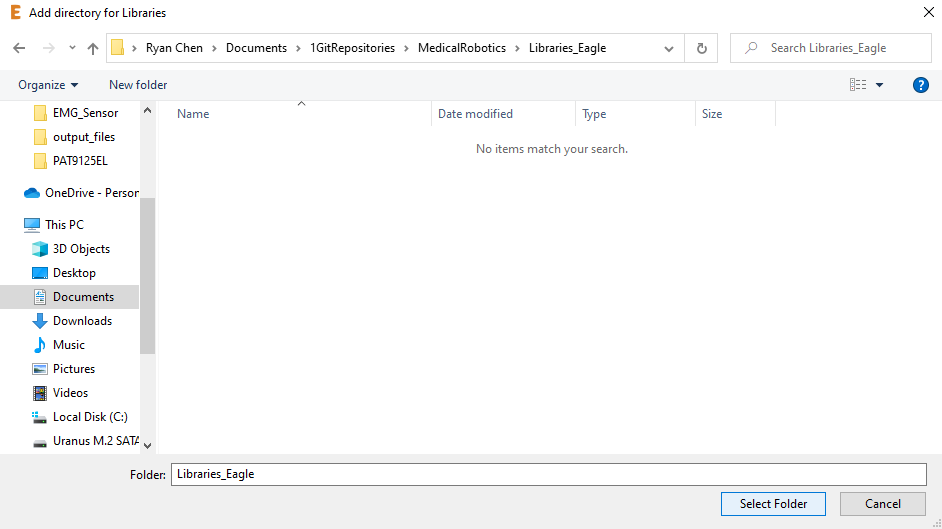 Add directory for Libraries
Ryan Chen > Documents > 1GitRepositories > MedicalRobotics > Libraries_Eagle
Search Libraries_Eagle
Organize
New folder
?
Name
Date modified
Type
Size
No items match your search.
EMG_Sensor
output_files
PAT9125EL
OneDrive - Person
This PC
3D Objects
Desktop
Documents
Downloads
Music
Pictures
Videos
Local Disk (C:)
Uranus M.2 SATA
Folder: Libraries_Eagle
Select Folder
Cancel